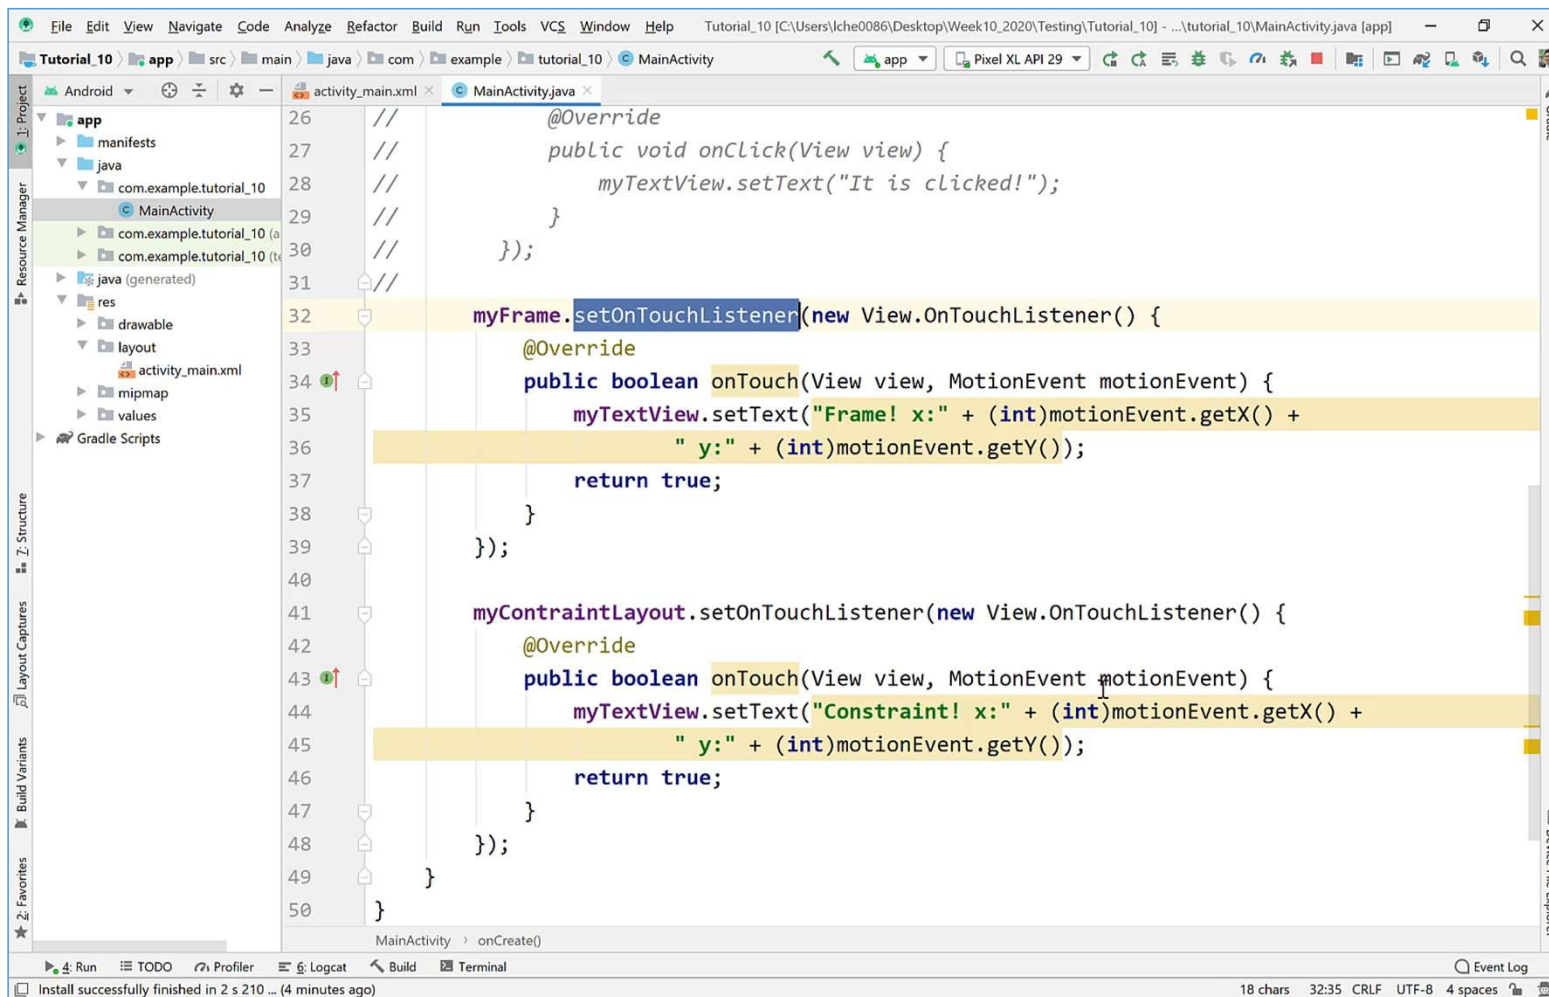 File Edit View Navigate Code Analyze Refactor Build Run Tools VCS Window Help Tutorial_10 [C:\Users\lche0086\Desktop\Week10_2020\Testing\Tutorial_10] - ...\tutorial_10\MainActivity.java [app]
Tutorial_10 app src main java com example tutorial_10 MainActivity app Pixel XL API 29
Android activity_main.xml MainActivity.java
1: Project
Resource Manager
7: Structure
Layout Captures
Build Variants
2: Favorites
app
manifests
java
com.example.tutorial_10
MainActivity
com.example.tutorial_10 (a
com.example.tutorial_10 (te
java (generated)
res
drawable
layout
activity_main.xml
mipmap
values
Gradle Scripts
26 // @Override
27 // public void onClick(View view) {
28 // myTextView.setText("It is clicked!");
29 // }
30 // });
31 //
32 myFrame.setOnTouchListener(new View.OnTouchListener() {
33 @Override
34 public boolean onTouch(View view, MotionEvent motionEvent) {
35 myTextView.setText("Frame! x:" + (int)motionEvent.getX() +
36 " y:" + (int)motionEvent.getY());
37 return true;
38 }
39 });
40
41 myContraintLayout.setOnTouchListener(new View.OnTouchListener() {
42 @Override
43 public boolean onTouch(View view, MotionEvent motionEvent) {
44 myTextView.setText("Constraint! x:" + (int)motionEvent.getX() +
45 " y:" + (int)motionEvent.getY());
46 return true;
47 }
48 });
49 }
50 }
MainActivity > onCreate()
4: Run TODO Profiler 6: Logcat Build Terminal Event Log
Install successfully finished in 2 s 210 ... (4 minutes ago) 18 chars 32:35 CRLF UTF-8 4 spaces